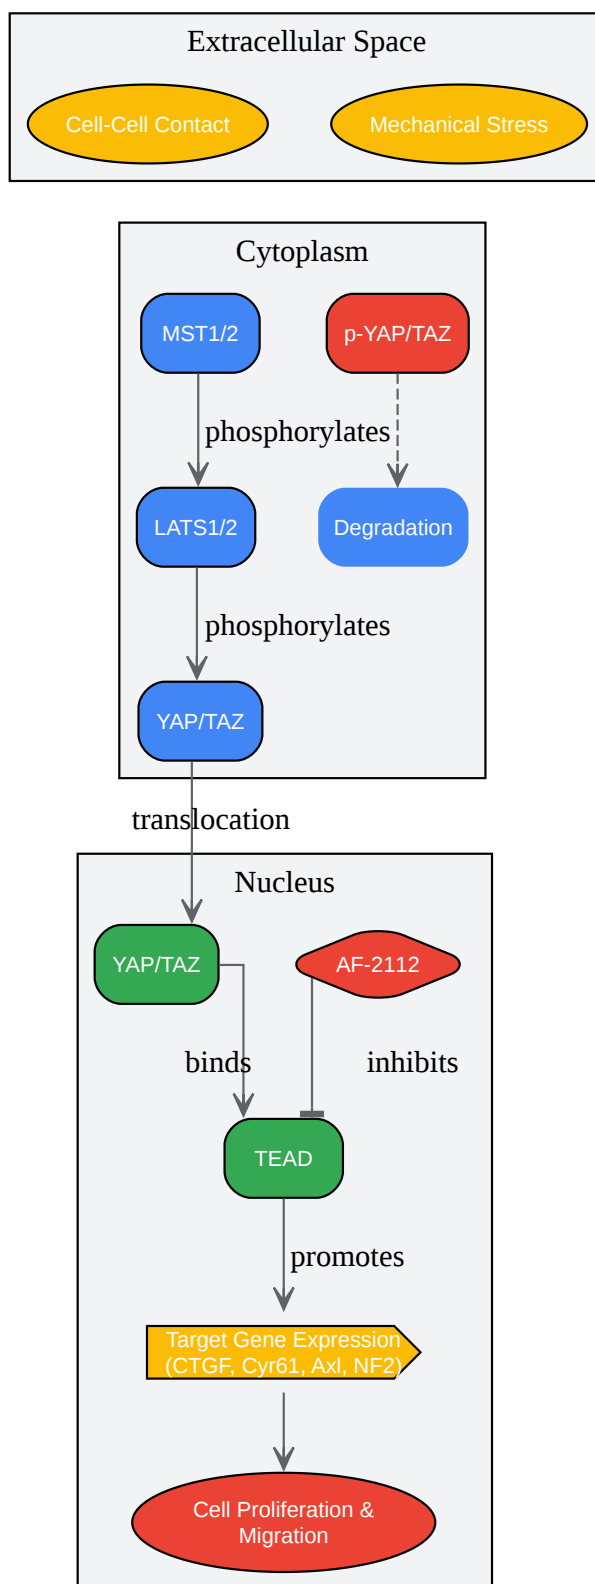 Extracellular Space
Cell-Cell Contact
Mechanical Stress
Cytoplasm
MST1/2
p-YAP/TAZ
phosphorylates
LATS1/2
Degradation
phosphorylates
YAP/TAZ
translocation
Nucleus
YAP/TAZ
AF-2112
binds
inhibits
TEAD
promotes
Target Gene Expression
(CTGF, Cyr61, Axl, NF2)
Cell Proliferation &
Migration